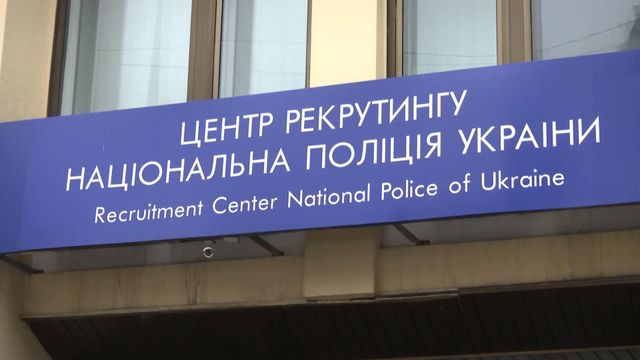 ЦЕНТР РЕКРУТИНГУ
НАЦІОНАЛЬНА ПОЛІЦІЯ УКРАЇНИ
Recruitment Center National Police of Ukraine